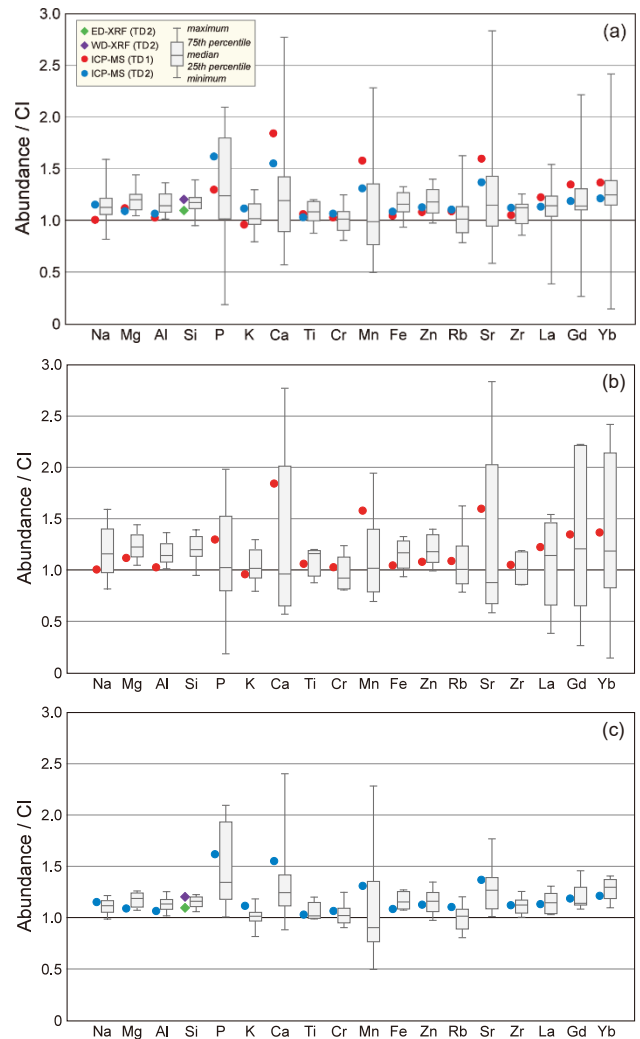 (a)
ED-XRF (TD2)
WD-XRF (TD2)
ICP-MS (TD1)
ICP-MS (TD2)
maximum
75th percentile
median
25th percentile
minimum
Abundance / CI
3.0
2.5
2.0
1.5
1.0
0.5
0
Na Mg Al Si P K Ca Ti Cr Mn Fe Zn Rb Sr Zr La Gd Yb
(b)
Abundance / CI
3.0
2.5
2.0
1.5
1.0
0.5
0
Na Mg Al Si P K Ca Ti Cr Mn Fe Zn Rb Sr Zr La Gd Yb
(c)
Abundance / CI
3.0
2.5
2.0
1.5
1.0
0.5
0
Na Mg Al Si P K Ca Ti Cr Mn Fe Zn Rb Sr Zr La Gd Yb